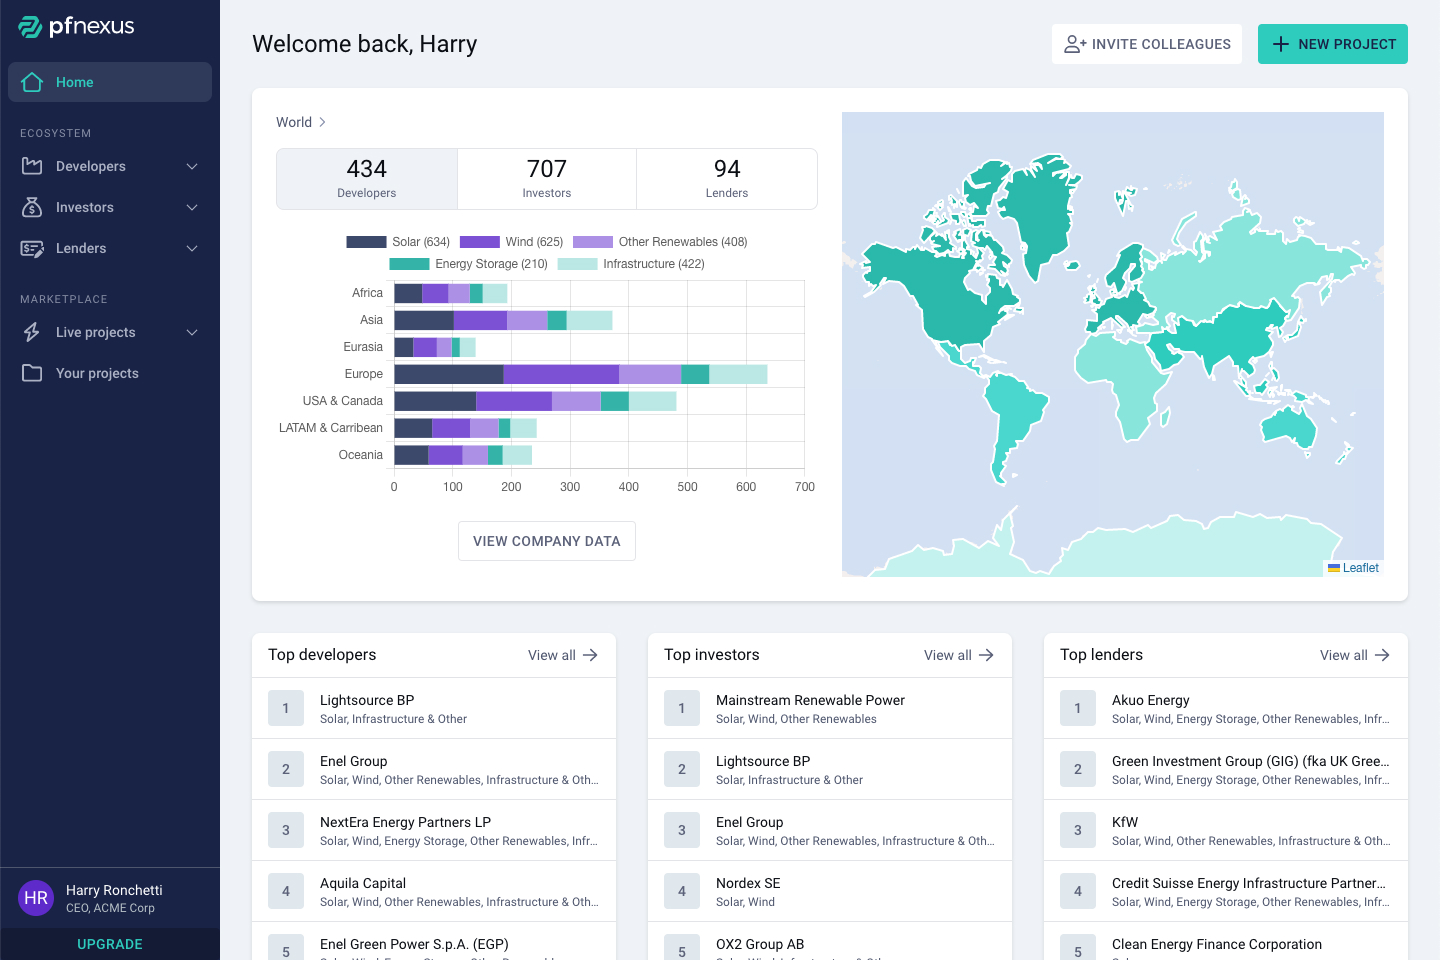 pfnexus
Home
ECOSYSTEM
Developers
Investors
Lenders
MARKETPLACE
Live projects
Your projects
HR
Harry Ronchetti
CEO, ACME Corp
UPGRADE
Welcome back, Harry
INVITE COLLEAGUES
NEW PROJECT
World
434
Developers
707
Investors
94
Lenders
Solar (634) Wind (625) Other Renewables (408)
Energy Storage (210) Infrastructure (422)
Africa
Asia
Eurasia
Europe
USA & Canada
LATAM & Carribean
Oceania
0 100 200 300 400 500 600 700
VIEW COMPANY DATA
Leaflet
Top developers View all
1 Lightsource BP
Solar, Infrastructure & Other
2 Enel Group
Solar, Wind, Other Renewables, Infrastructure & Oth...
3 NextEra Energy Partners LP
Solar, Wind, Energy Storage, Other Renewables, Infr...
4 Aquila Capital
Solar, Wind, Other Renewables, Infrastructure & Oth...
5 Enel Green Power S.p.A. (EGP)
Top investors View all
1 Mainstream Renewable Power
Solar, Wind, Other Renewables
2 Lightsource BP
Solar, Infrastructure & Other
3 Enel Group
Solar, Wind, Other Renewables, Infrastructure & Oth...
4 Nordex SE
Solar, Wind
5 OX2 Group AB
Top lenders View all
1 Akuo Energy
Solar, Wind, Energy Storage, Other Renewables, Infr...
2 Green Investment Group (GIG) (fka UK Gree...
Solar, Wind, Energy Storage, Other Renewables, Infr...
3 KfW
Solar, Wind, Other Renewables, Infrastructure & Oth...
4 Credit Suisse Energy Infrastructure Partner...
Solar, Wind, Energy Storage, Other Renewables, Infr...
5 Clean Energy Finance Corporation